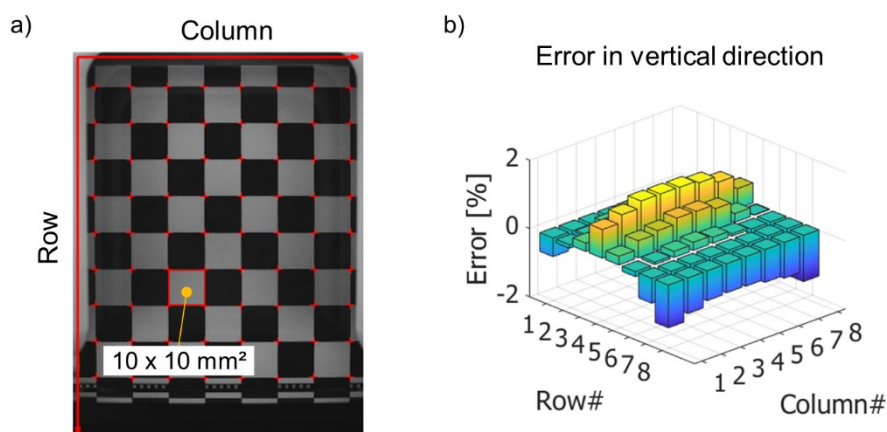 a)
Column
Row
10 x 10 mm²
b)
Error in vertical direction
Error [%]
2
0
-2
1 2 3 4 5 6 7 8
Row#
1 2 3 4 5 6 7 8
Column#